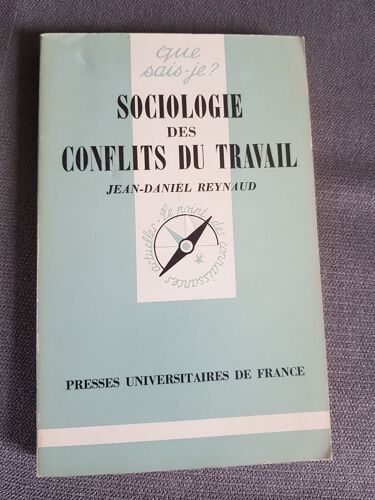 que
sais-je?
SOCIOLOGIE
DES
CONFLITS DU TRAVAIL
JEAN-DANIEL REYNAUD
le point des connaissances actuelles
PRESSES UNIVERSITAIRES DE FRANCE